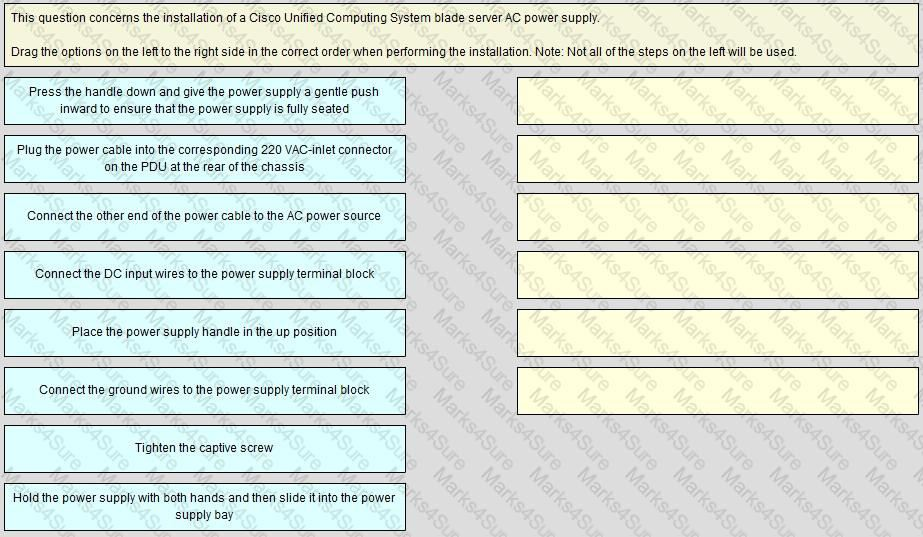 This question concerns the installation of a Cisco Unified Computing System blade server AC power supply.
Drag the options on the left to the right side in the correct order when performing the installation. Note: Not all of the steps on the left will be used.
Press the handle down and give the power supply a gentle push
inward to ensure that the power supply is fully seated
Plug the power cable into the corresponding 220 VAC-inlet connector
on the PDU at the rear of the chassis
Connect the other end of the power cable to the AC power source
Connect the DC input wires to the power supply terminal block
Place the power supply handle in the up position
Connect the ground wires to the power supply terminal block
Tighten the captive screw
Hold the power supply with both hands and then slide it into the power
supply bay
Marks4Sure